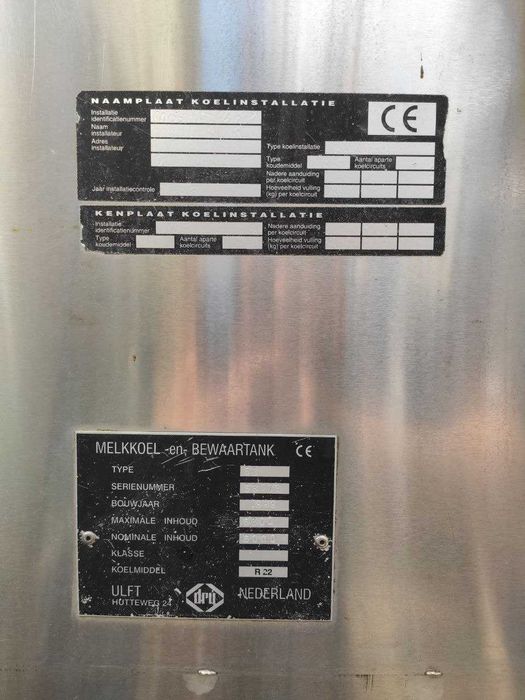 NAAMPLAAT KOELINSTALLATIE
Installatie
identificatienummer
Naam
installateur
Adres
installateur
CE
Type koelinstallatie
Type
koudemiddel
Aantal aparte
koelcircuits
Nadere aanduiding
per koelcircuit
Jaar installatiecontrole
Hoeveelheid vulling
(kg) per koelcircuit
KENPLAAT KOELINSTALLATIE
Installatie
identificatienummer
Nadere aanduiding
per koelcircuit
Type
koudemiddel
Aantal aparte
koelcircuits
Hoeveelheid vulling
(kg) per koelcircuit
MELKKOEL -en- BEWAARTANK CE
TYPE
SERIENUMMER
BOUWJAAR
MAXIMALE INHOUD
NOMINALE INHOUD
KLASSE
KOELMIDDEL R 22
ULFT dru NEDERLAND
HUTTEWEG 24